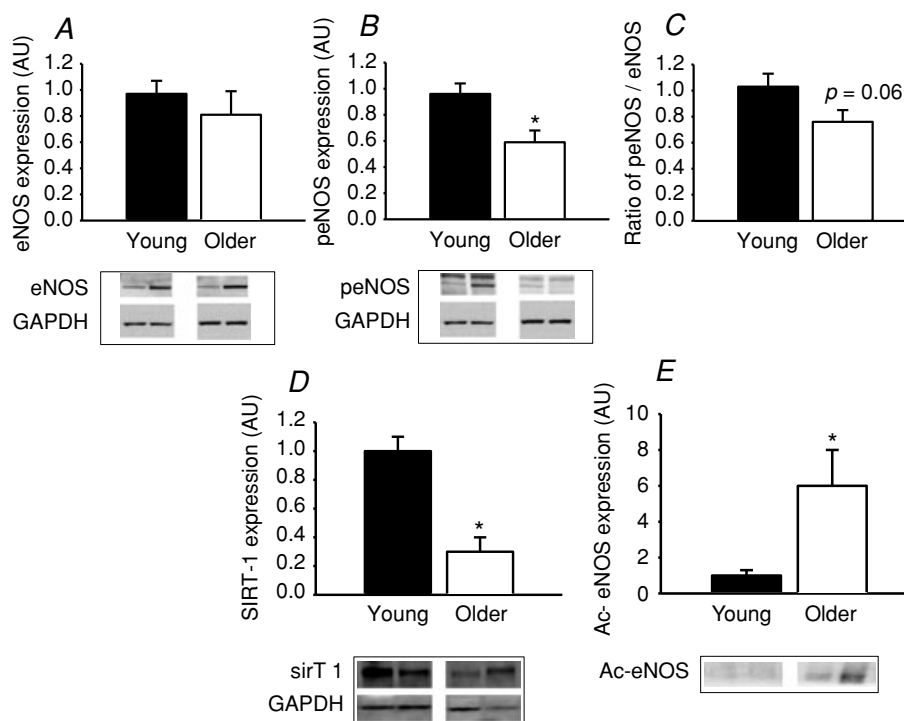 A
eNOS expression (AU)
1.2
1.0
0.8
0.6
0.4
0.2
0.0
Young Older
eNOS
GAPDH
B
peNOS expression (AU)
1.2
1.0
0.8
0.6
0.4
0.2
0.0
*
Young Older
peNOS
GAPDH
C
Ratio of peNOS / eNOS
1.2
1.0
0.8
0.6
0.4
0.2
0.0
p = 0.06
Young Older
D
SIRT-1 expression (AU)
1.2
1.0
0.8
0.6
0.4
0.2
0.0
*
Young Older
sirT 1
GAPDH
E
Ac- eNOS expression (AU)
10
8
6
4
2
0
*
Young Older
Ac-eNOS